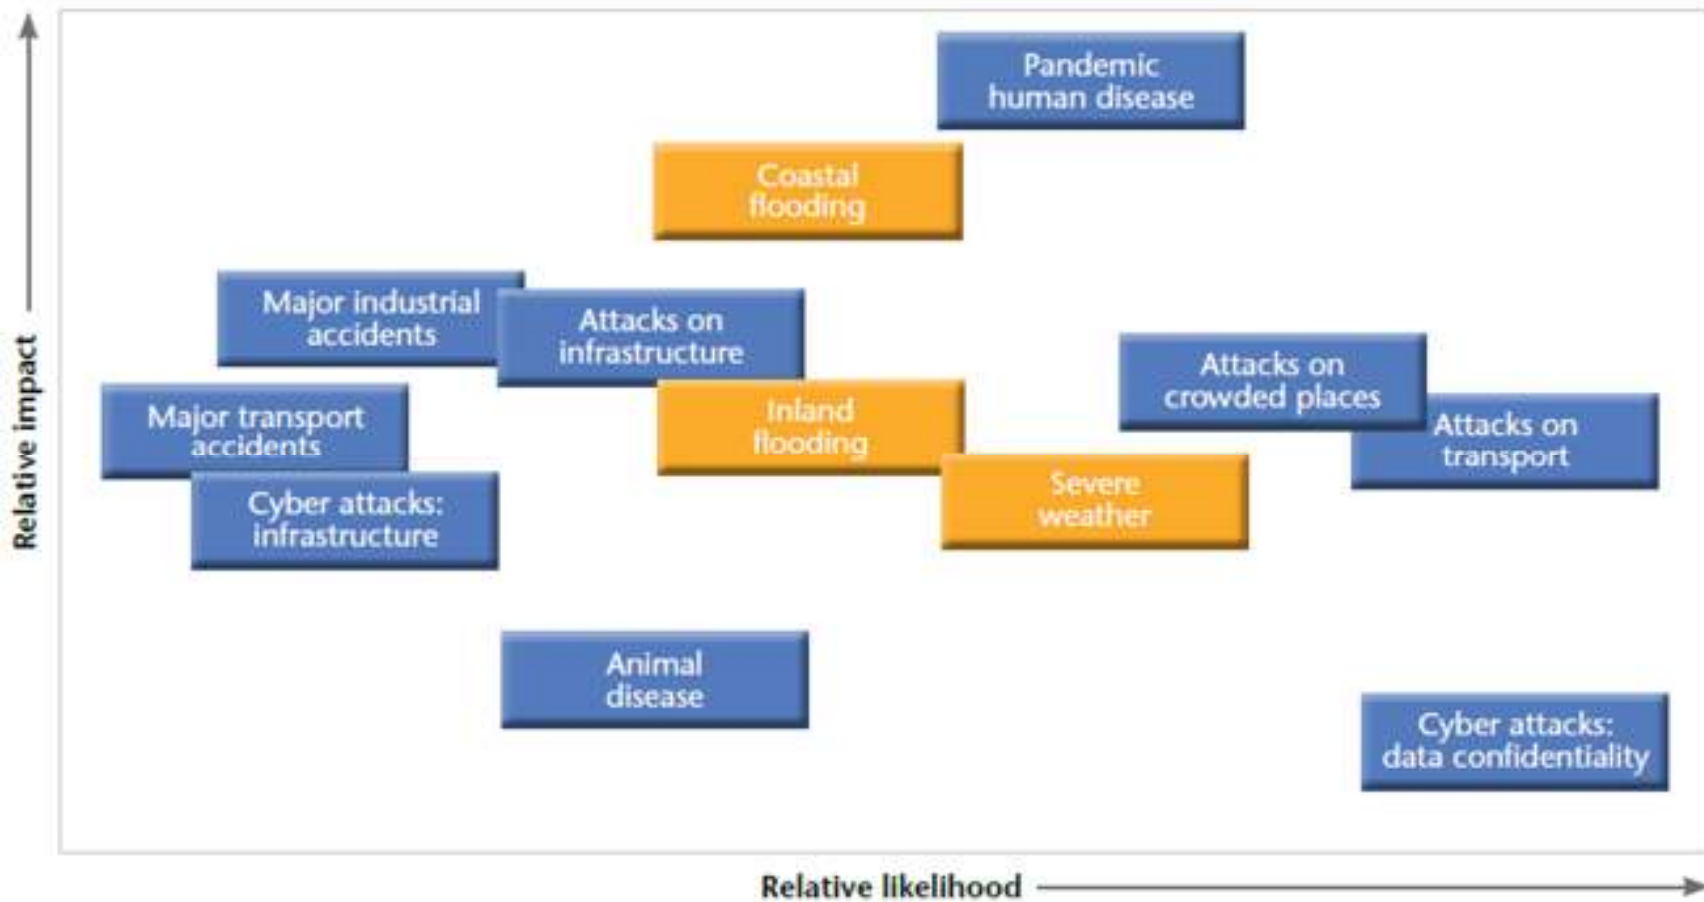 Pandemic
human disease
Coastal
flooding
Major industrial
accidents
Attacks on
infrastructure
Attacks on
crowded places
Major transport
accidents
Inland
flooding
Attacks on
transport
Cyber attacks:
infrastructure
Severe
weather
Animal
disease
Cyber attacks:
data confidentiality
Relative impact
Relative likelihood